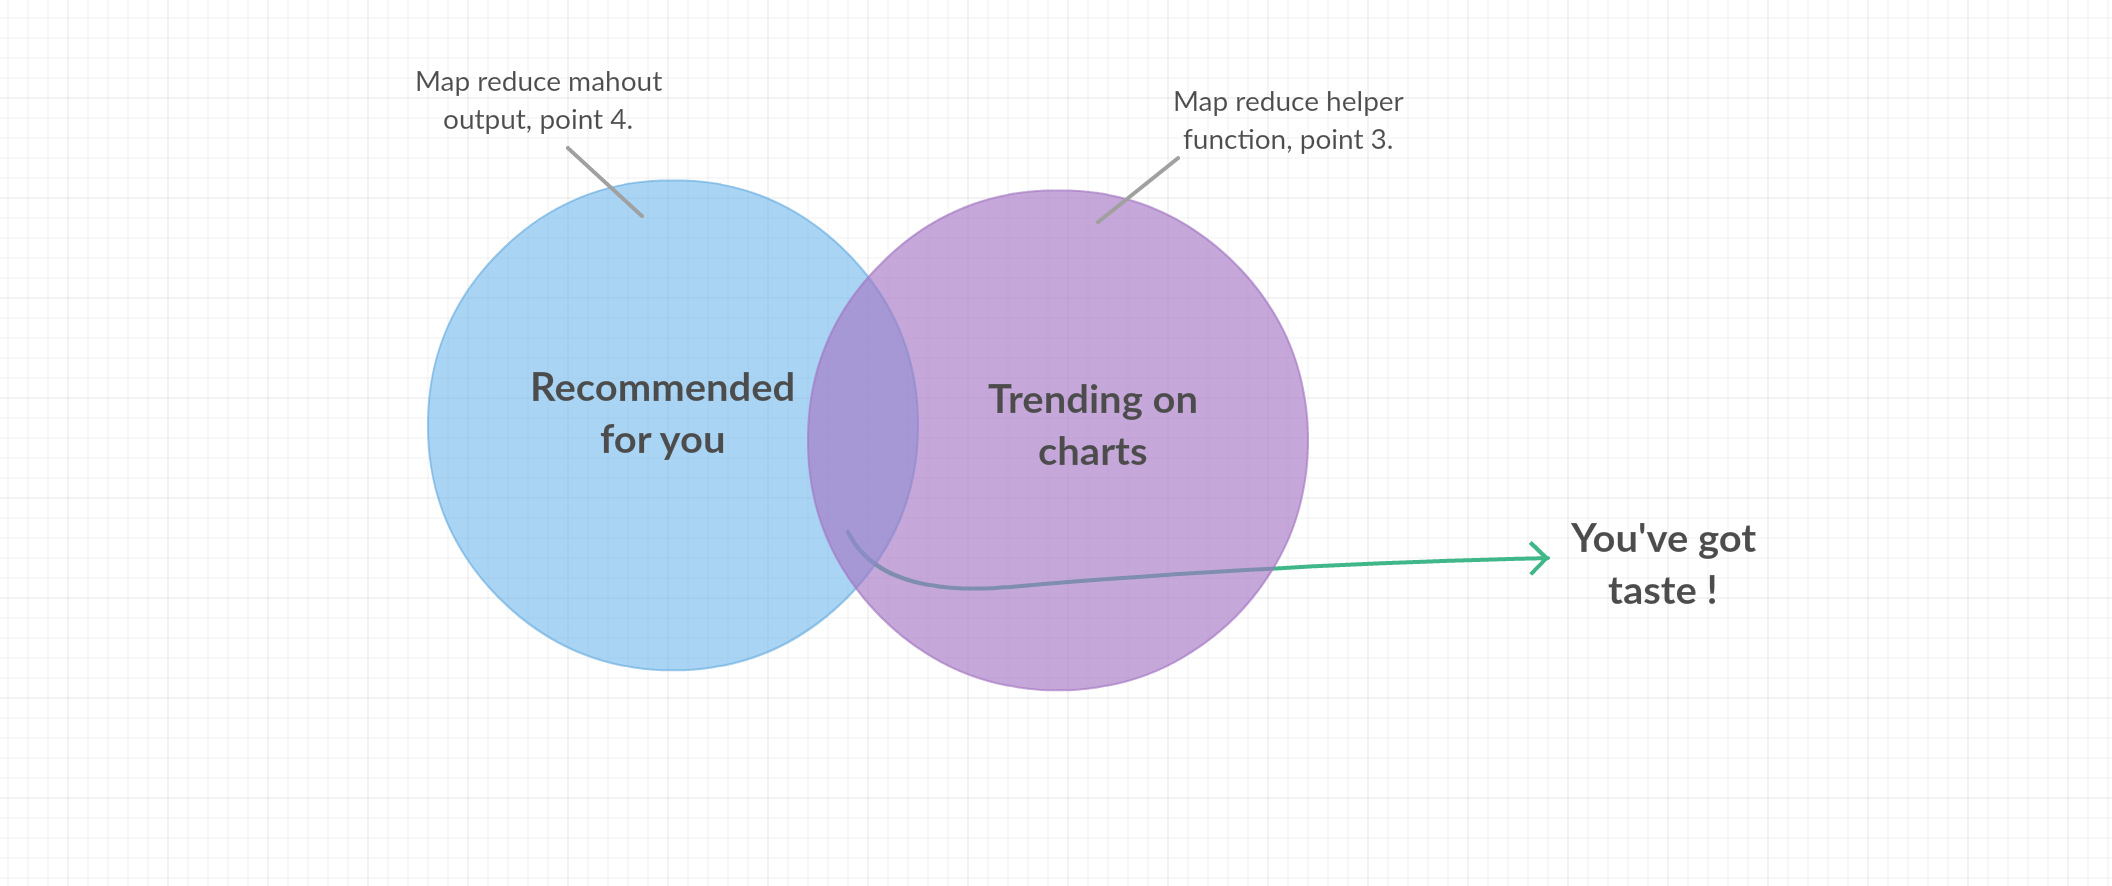 Map reduce mahout
output, point 4.
Map reduce helper
function, point 3.
Recommended
for you
Trending on
charts
You've got
taste !